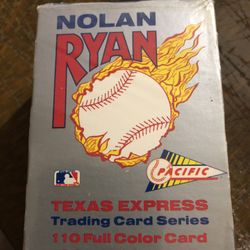 NOLAN
RYAN
PACIFIC
TEXAS EXPRESS
Trading Card Series
110 Full Color Card